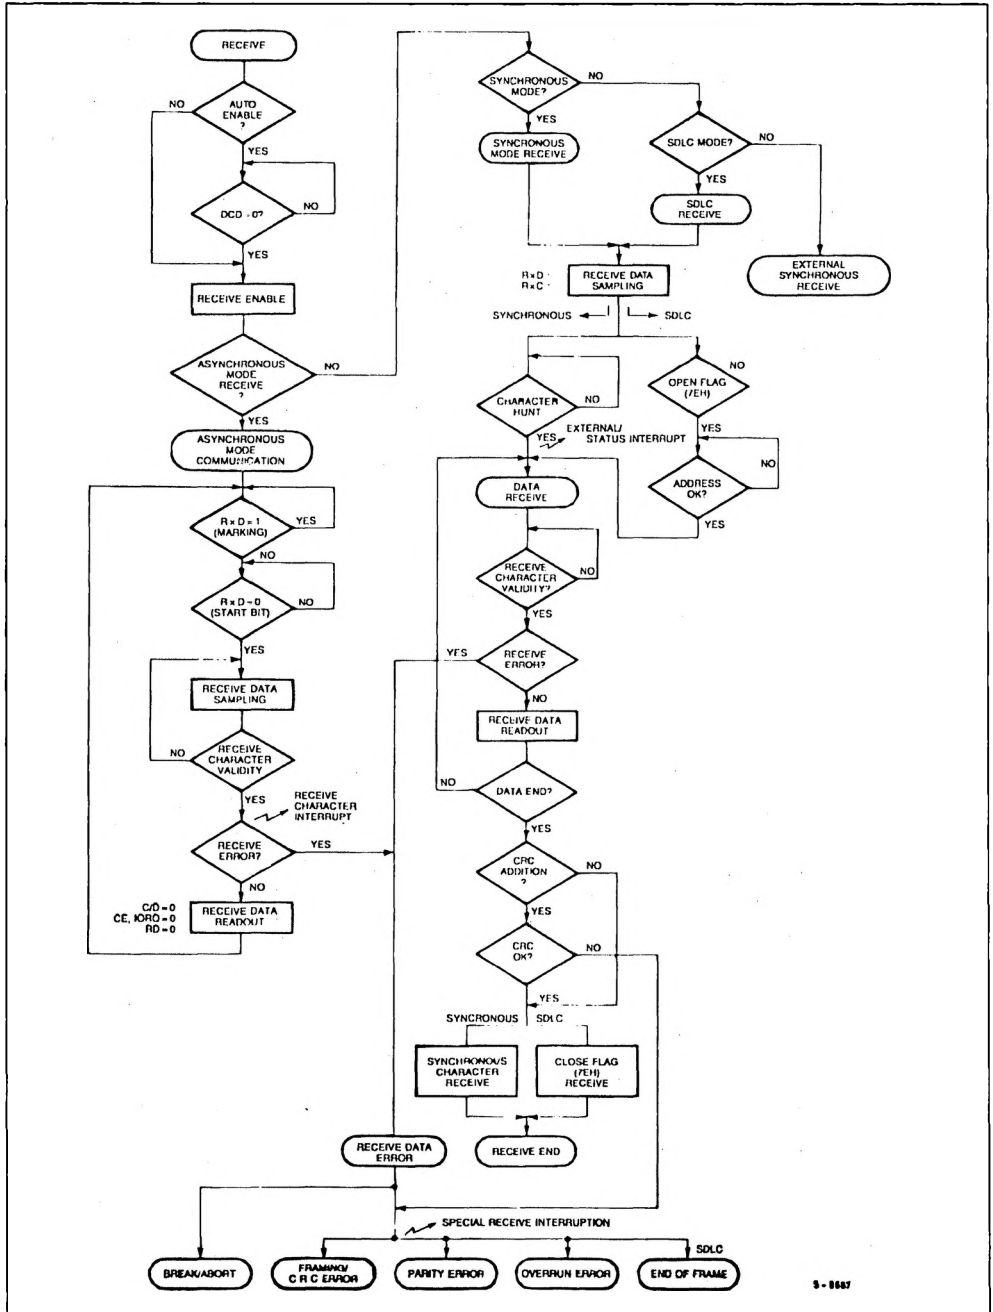 RECEIVE
AUTO
ENABLE
?
NO
YES
DCD = 0?
NO
YES
RECEIVE ENABLE
ASYNCHRONOUS
MODE
RECEIVE
?
NO
YES
ASYNCHRONOUS
MODE
COMMUNICATION
R x D = 1
(MARKING)
YES
NO
R x D = 0
(START BIT)
NO
YES
RECEIVE DATA
SAMPLING
RECEIVE
CHARACTER
VALIDITY
NO
YES
RECEIVE
CHARACTER
INTERRUPT
RECEIVE
ERROR?
YES
NO
C/D = 0
CE, IORQ = 0
RD = 0
RECEIVE DATA
READOUT
SYNCHRONOUS
MODE?
NO
YES
SYNCRONOUS
MODE RECEIVE
SDLC MODE?
NO
YES
SDLC
RECEIVE
EXTERNAL
SYNCHRONOUS
RECEIVE
R x D
R x C
RECEIVE DATA
SAMPLING
SYNCHRONOUS
SDLC
CHARACTER
HUNT
NO
YES
EXTERNAL/
STATUS INTERRUPT
OPEN FLAG
(7EH)
NO
YES
ADDRESS
OK?
NO
YES
DATA
RECEIVE
RECEIVE
CHARACTER
VALIDITY?
NO
YES
RECEIVE
ERROR?
YES
NO
RECEIVE DATA
READOUT
DATA END?
NO
YES
CRC
ADDITION
?
NO
YES
CRC
OK?
NO
YES
SYNCRONOUS
SDLC
SYNCHRONOUS
CHARACTER
RECEIVE
CLOSE FLAG
(7EH)
RECEIVE
RECEIVE END
RECEIVE DATA
ERROR
SPECIAL RECEIVE INTERRUPTION
SDLC
BREAK/ABORT
FRAMING/
C R C ERROR
PARITY ERROR
OVERRUN ERROR
END OF FRAME
S - 8687